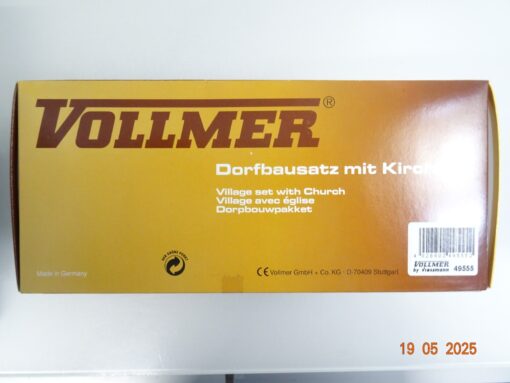 VOLLMER®
Dorfbausatz mit Kirch
Village set with Church
Village avec église
Dorpbouwpakket
Made in Germany
CE Vollmer GmbH + Co. KG · D-70409 Stuttgart
VOLLMER
by Viessmann 49555
19 05 2025